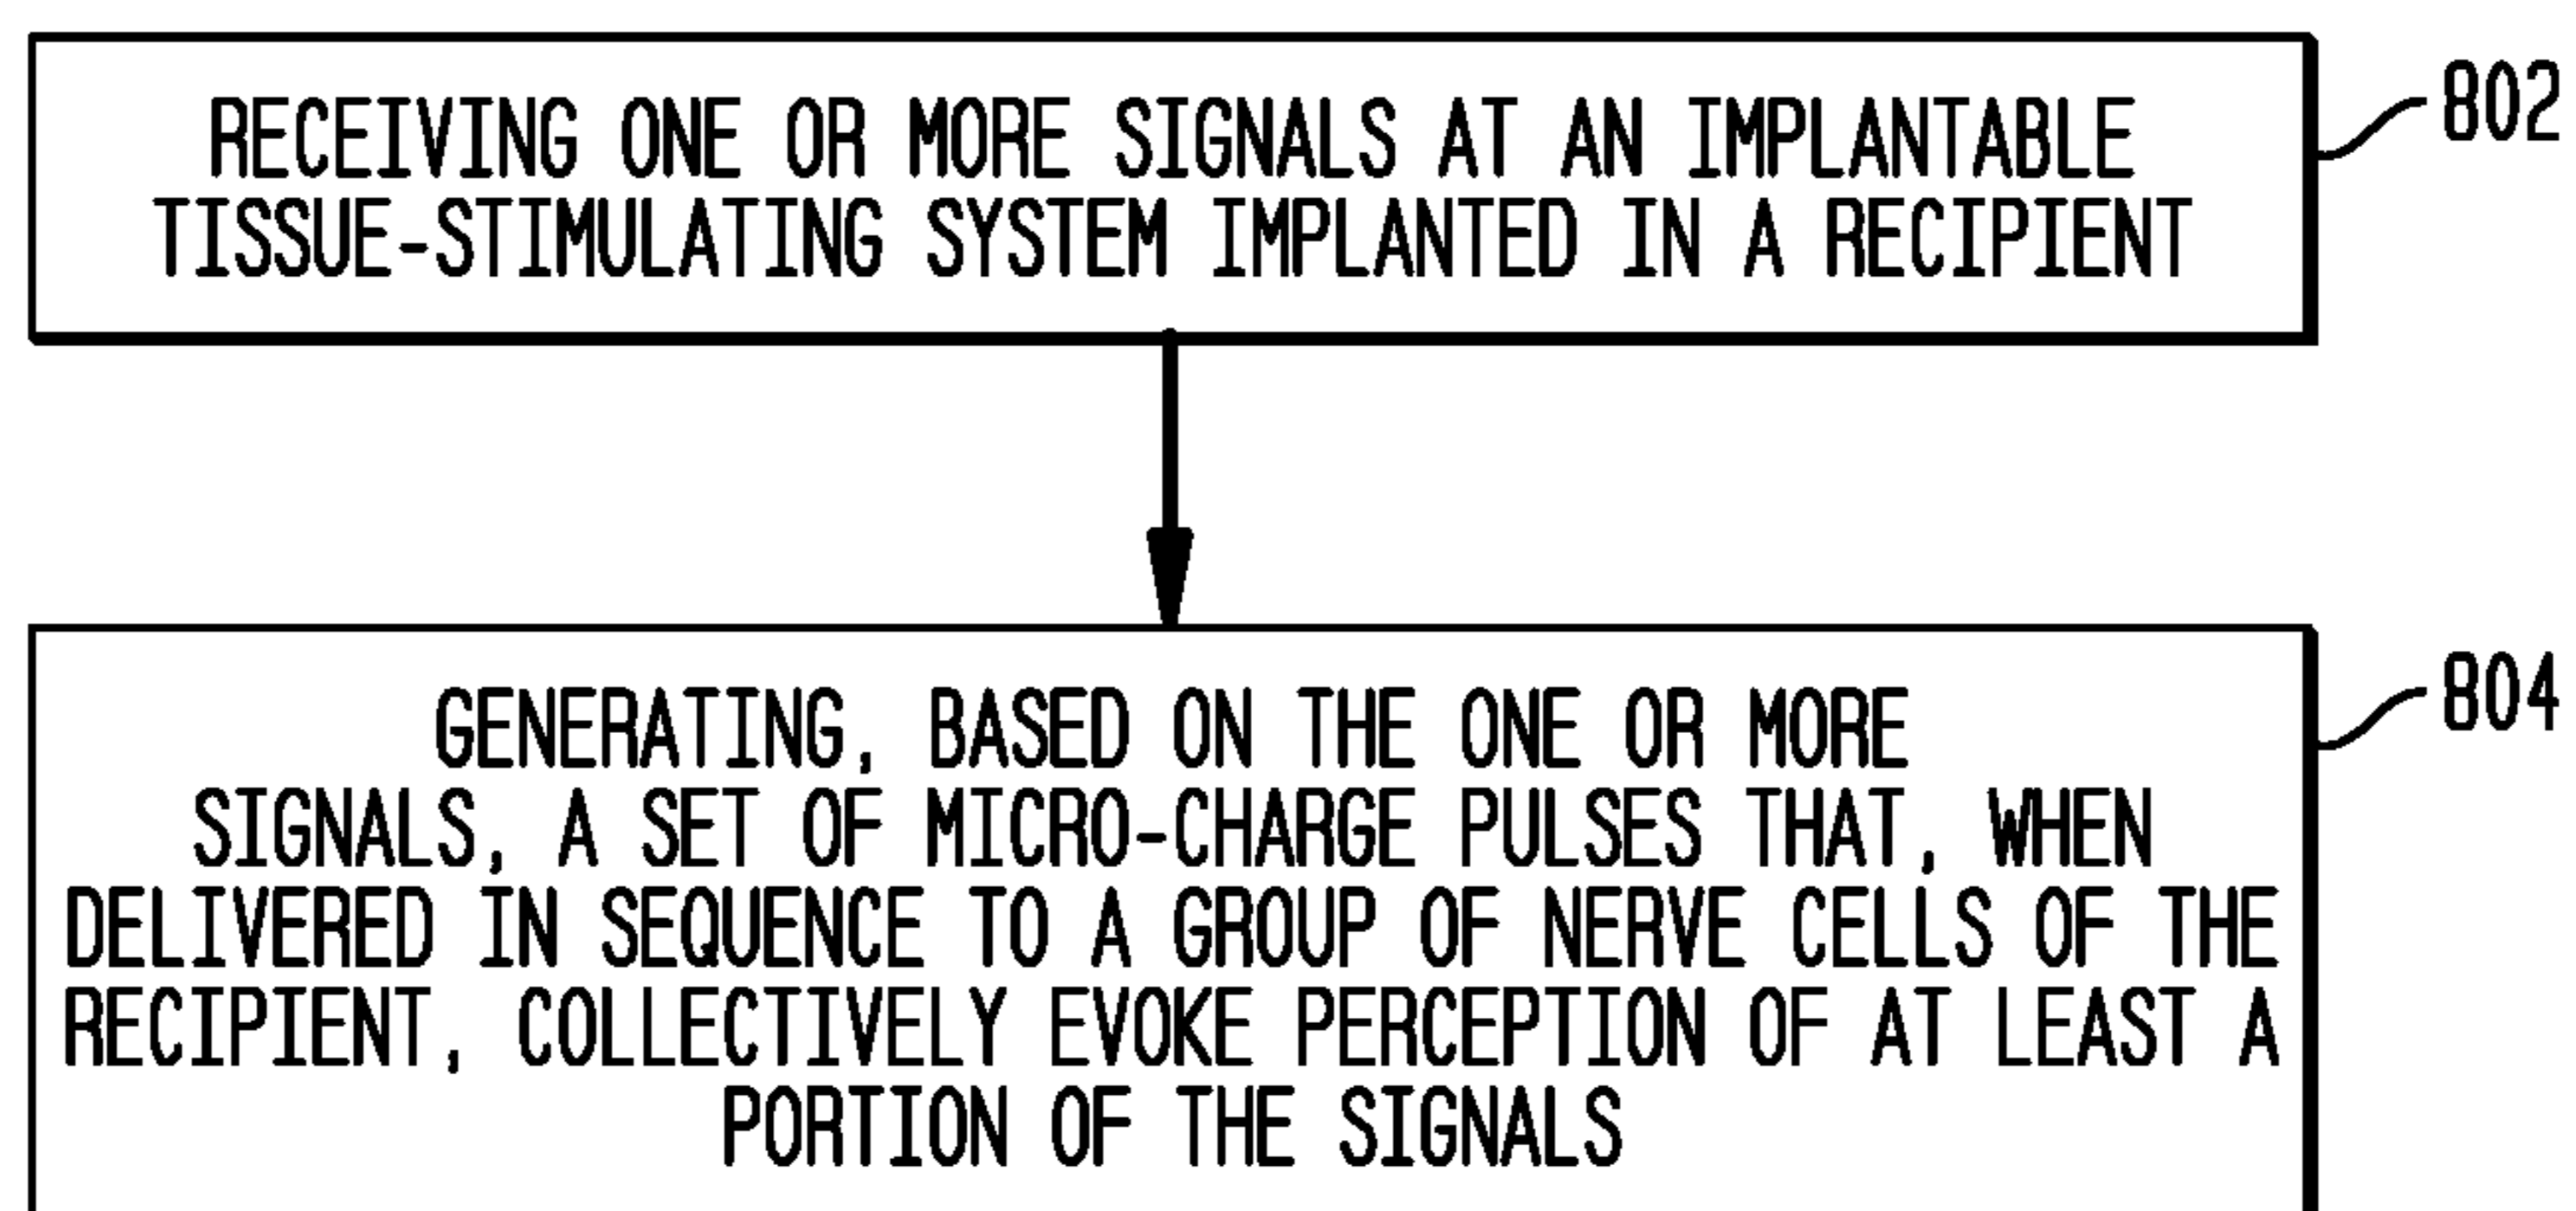 RECEIVING ONE OR MORE SIGNALS AT AN IMPLANTABLE
TISSUE-STIMULATING SYSTEM IMPLANTED IN A RECIPIENT
802
GENERATING, BASED ON THE ONE OR MORE
SIGNALS, A SET OF MICRO-CHARGE PULSES THAT, WHEN
DELIVERED IN SEQUENCE TO A GROUP OF NERVE CELLS OF THE
RECIPIENT, COLLECTIVELY EVOKE PERCEPTION OF AT LEAST A
PORTION OF THE SIGNALS
804